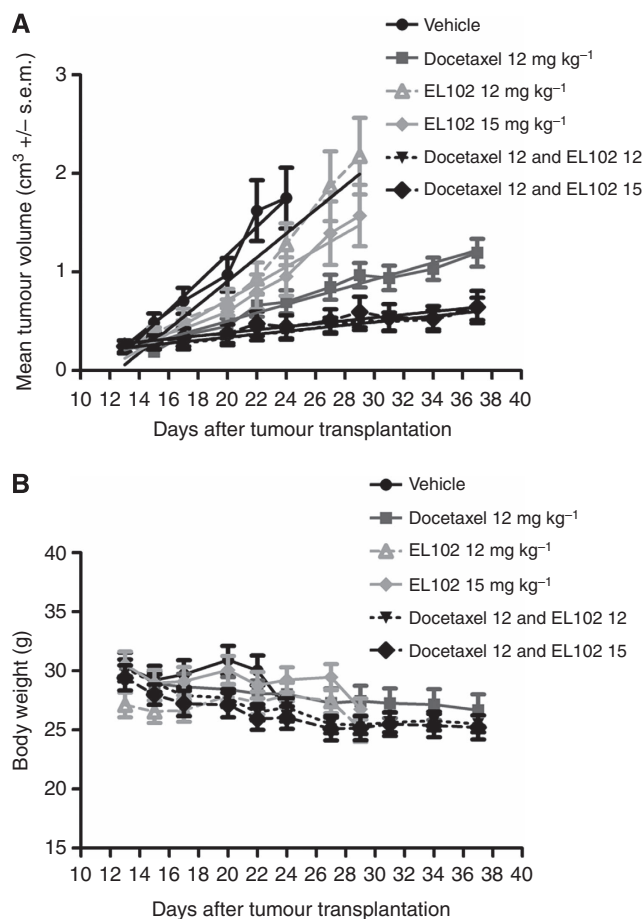 A
Vehicle
Docetaxel 12 mg kg⁻¹
EL102 12 mg kg⁻¹
EL102 15 mg kg⁻¹
Docetaxel 12 and EL102 12
Docetaxel 12 and EL102 15
Mean tumour volume (cm³ +/− s.e.m.)
3
2
1
0
10 12 14 16 18 20 22 24 26 28 30 32 34 36 38 40
Days after tumour transplantation
B
Vehicle
Docetaxel 12 mg kg⁻¹
EL102 12 mg kg⁻¹
EL102 15 mg kg⁻¹
Docetaxel 12 and EL102 12
Docetaxel 12 and EL102 15
Body weight (g)
40
35
30
25
20
15
10 12 14 16 18 20 22 24 26 28 30 32 34 36 38 40
Days after tumour transplantation